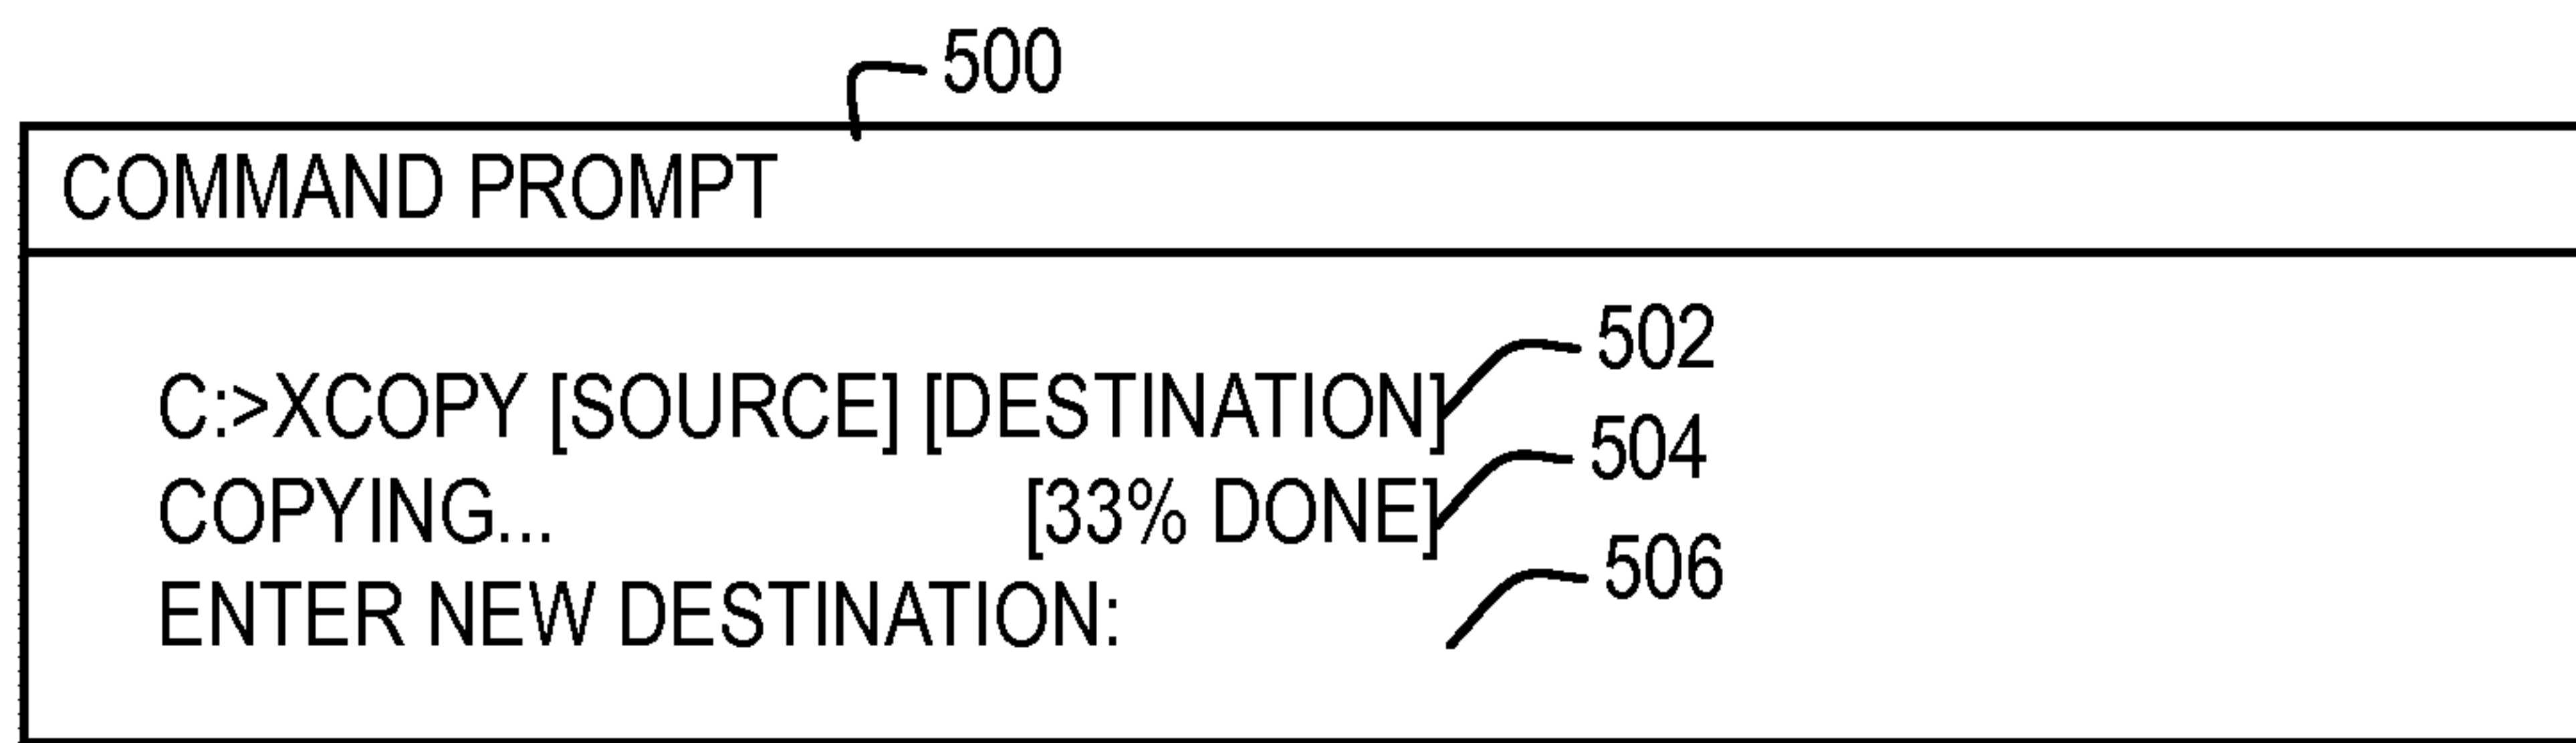 500
COMMAND PROMPT
C:>XCOPY [SOURCE] [DESTINATION] 502
COPYING... [33% DONE] 504
ENTER NEW DESTINATION: 506